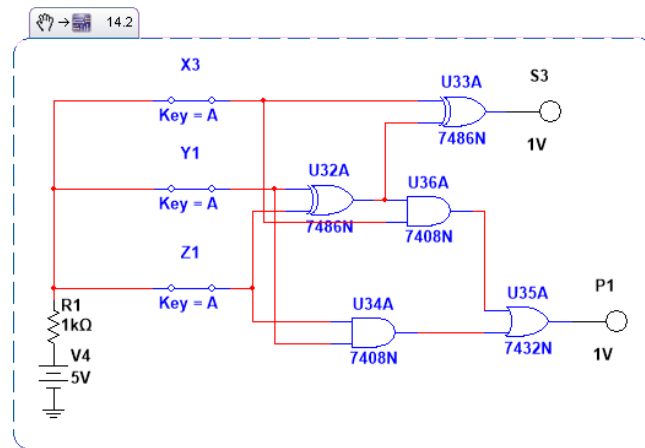 14.2
X3
Key = A
U33A
7486N
S3
1V
Y1
Key = A
U32A
7486N
U36A
7408N
Z1
Key = A
R1
1kΩ
V4
5V
U34A
7408N
U35A
7432N
P1
1V